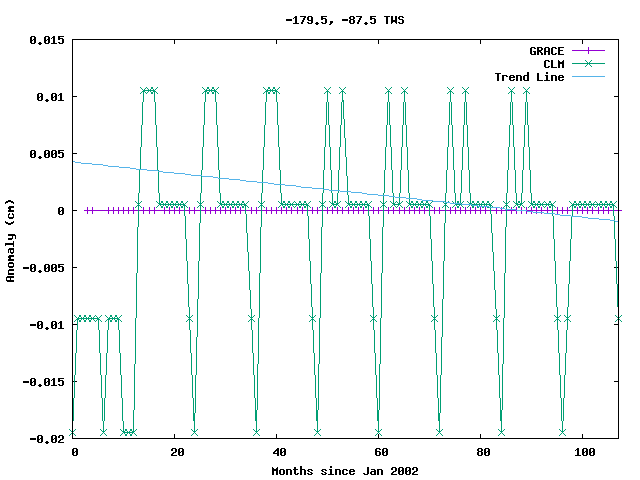 -179.5, -87.5 TWS
0.015
0.01
0.005
0
-0.005
-0.01
-0.015
-0.02
Anomaly (cm)
GRACE
CLM
Trend Line
0 20 40 60 80 100
Months since Jan 2002